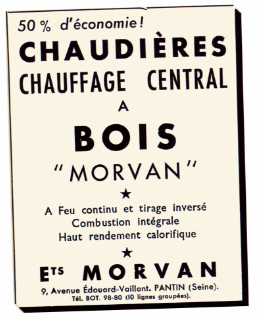 50 % d'économie !
CHAUDIÈRES
CHAUFFAGE CENTRAL
A
BOIS
"MORVAN"
★
A Feu continu et tirage inversé
Combustion intégrale
Haut rendement calorifique
★
ETS MORVAN
9, Avenue Édouard-Vaillant. PANTIN (Seine).
Tél. BOT. 98-80 (10 lignes groupées).